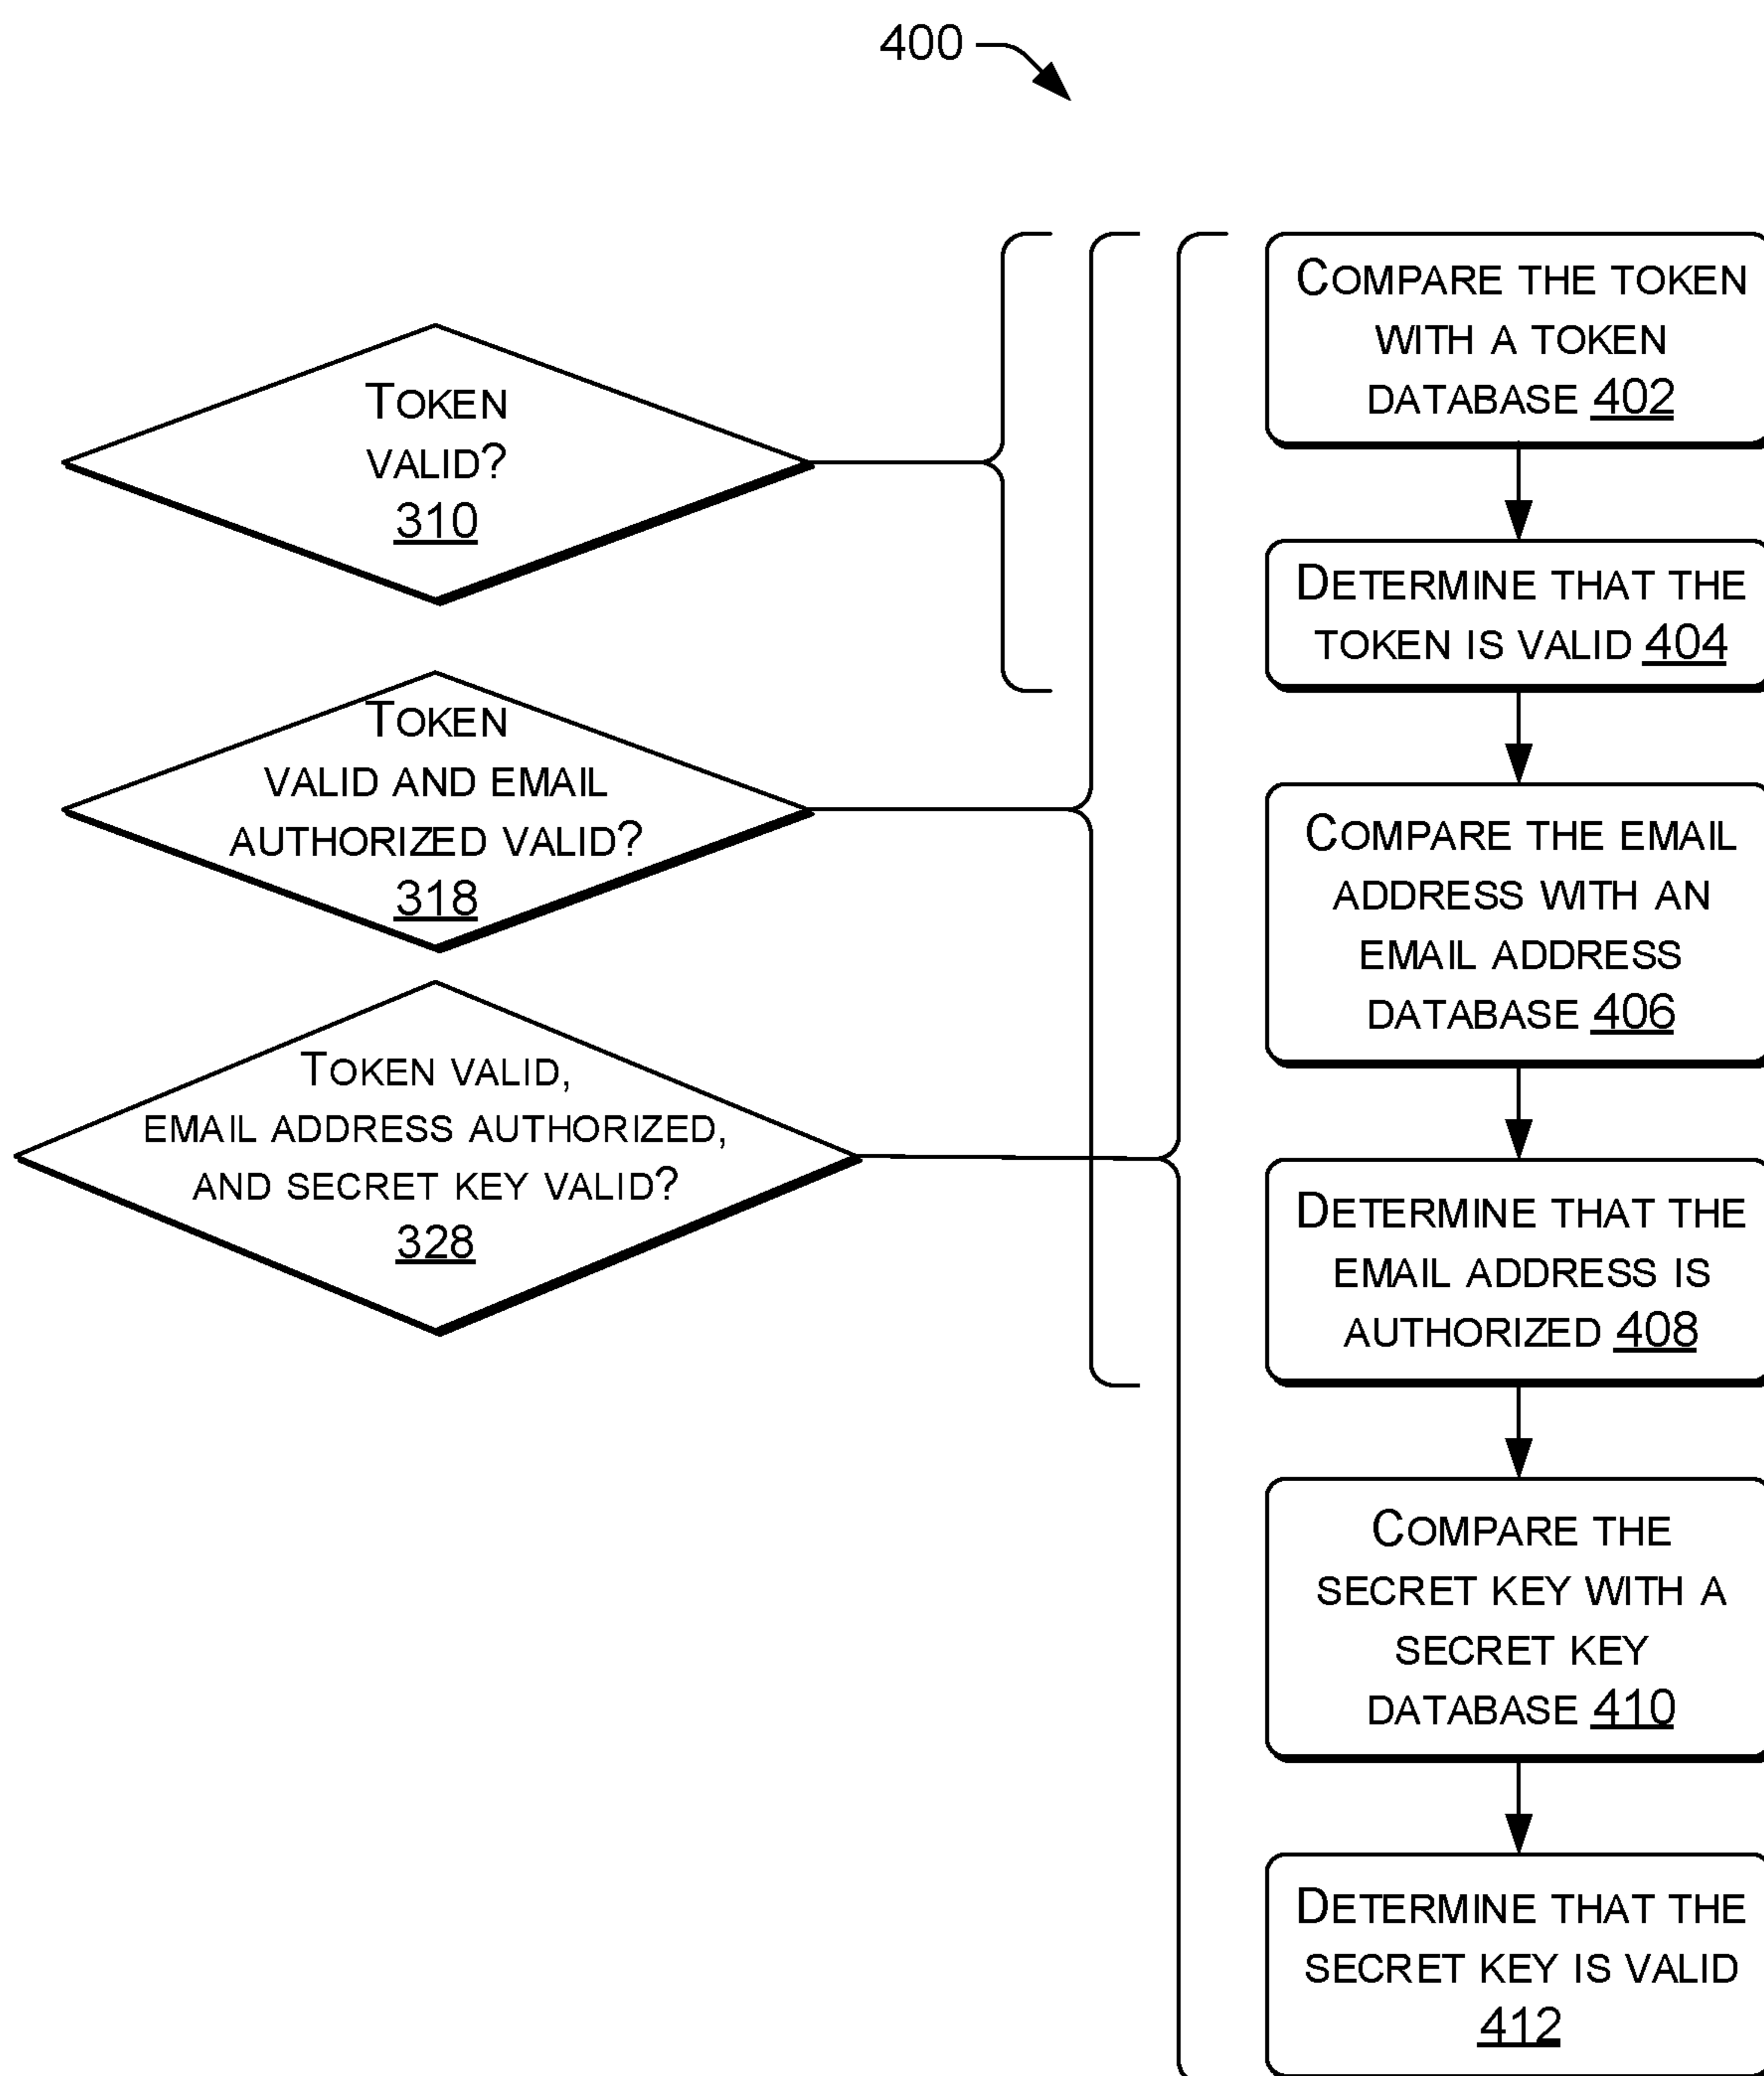 400
TOKEN
VALID?
310
TOKEN
VALID AND EMAIL
AUTHORIZED VALID?
318
TOKEN VALID,
EMAIL ADDRESS AUTHORIZED,
AND SECRET KEY VALID?
328
COMPARE THE TOKEN
WITH A TOKEN
DATABASE 402
DETERMINE THAT THE
TOKEN IS VALID 404
COMPARE THE EMAIL
ADDRESS WITH AN
EMAIL ADDRESS
DATABASE 406
DETERMINE THAT THE
EMAIL ADDRESS IS
AUTHORIZED 408
COMPARE THE
SECRET KEY WITH A
SECRET KEY
DATABASE 410
DETERMINE THAT THE
SECRET KEY IS VALID
412